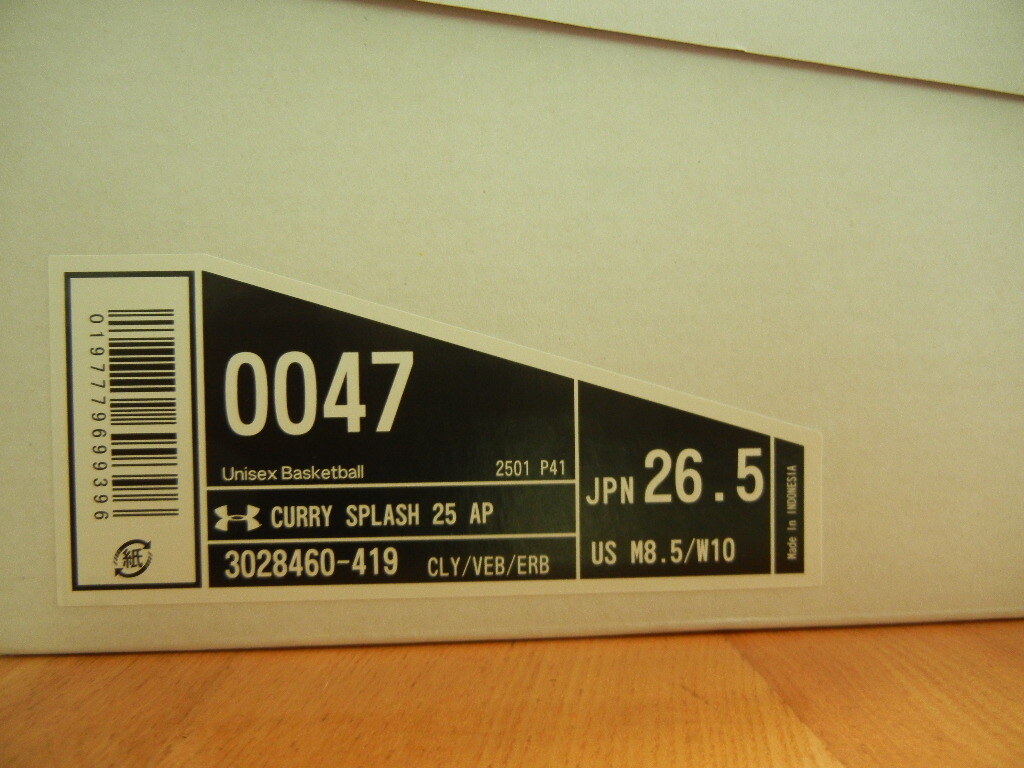 0197779699396
紙
0047
Unisex Basketball 2501 P41
CURRY SPLASH 25 AP
3028460-419 CLY/VEB/ERB
JPN 26.5
US M8.5/W10
Made In INDONESIA